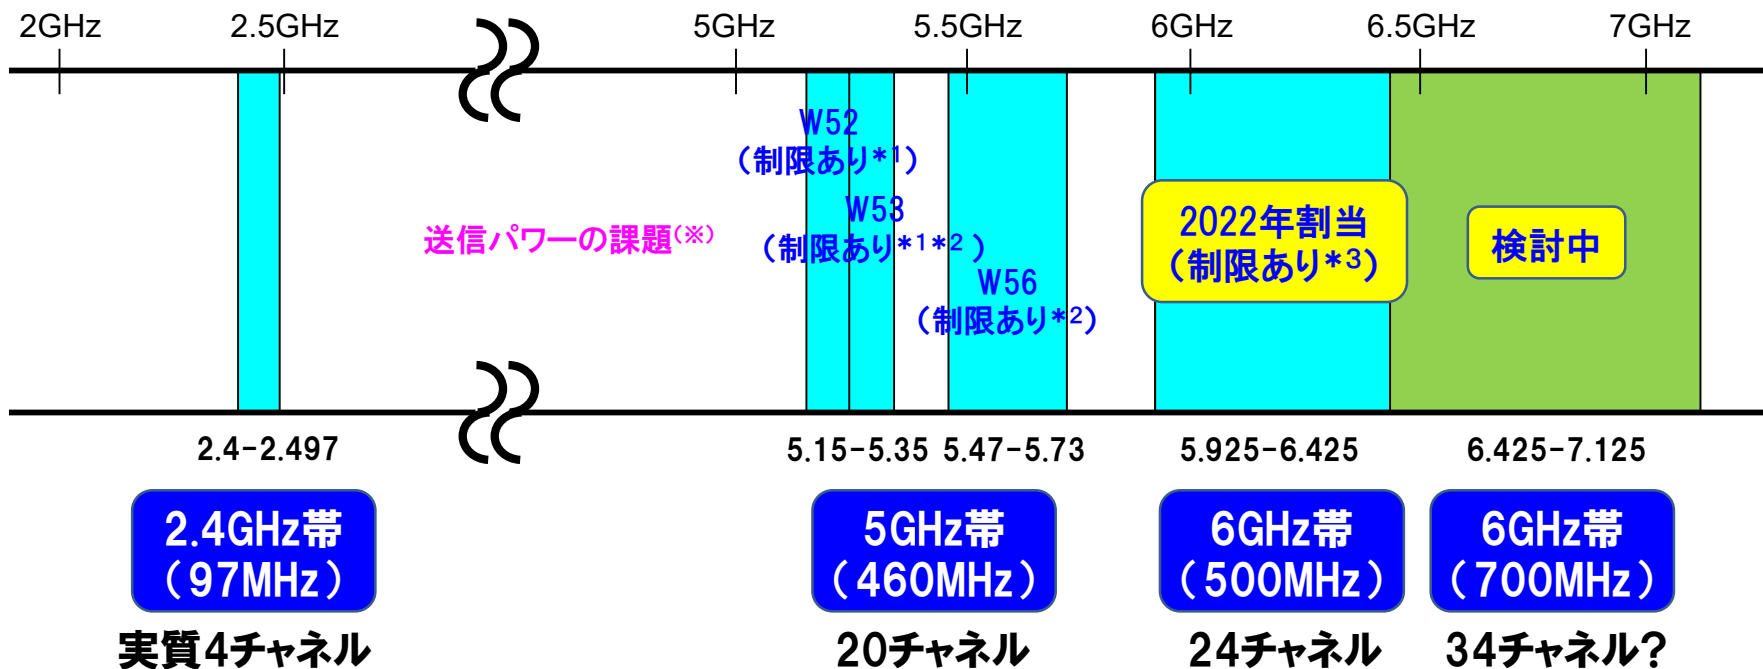 2GHz 2.5GHz 5GHz 5.5GHz 6GHz 6.5GHz 7GHz
W52
（制限あり*1）
W53
（制限あり*1*2）
W56
（制限あり*2）
送信パワーの課題(※)
2022年割当
（制限あり*3）
検討中
2.4-2.497 5.15-5.35 5.47-5.73 5.925-6.425 6.425-7.125
2.4GHz帯
（97MHz）
実質4チャネル
5GHz帯
（460MHz）
20チャネル
6GHz帯
（500MHz）
24チャネル
6GHz帯
（700MHz）
34チャネル？